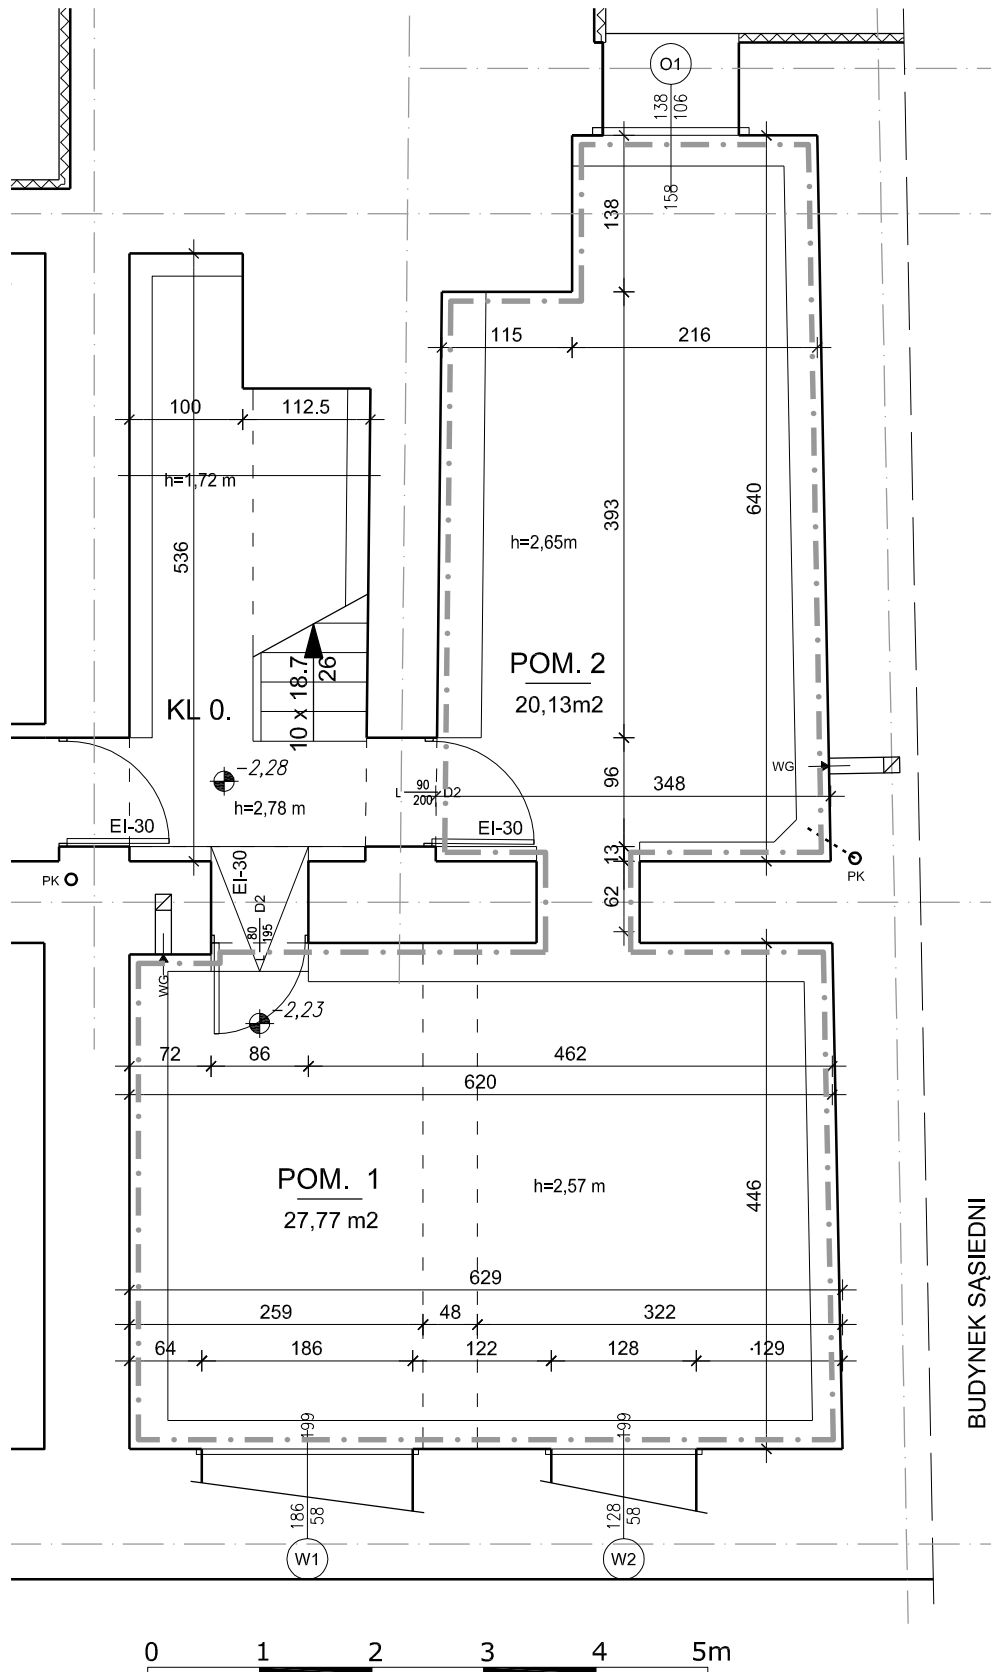 O1
138
106
158
138
115
216
100
112.5
h=1,72 m
393
640
536
h=2,65m
10 x 18.7
26
POM. 2
20,13m2
KL 0.
-2,28
h=2,78 m
L
90
200
D2
96
348
WG
EI-30
EI-30
EI-30
13
PK
PK
62
D2
80
195
WG
-2,23
72
86
462
620
POM. 1
27,77 m2
h=2,57 m
446
BUDYNEK SĄSIEDNI
629
259
48
322
64
186
122
128
129
199
199
186
58
128
58
W1
W2
0 1 2 3 4 5m